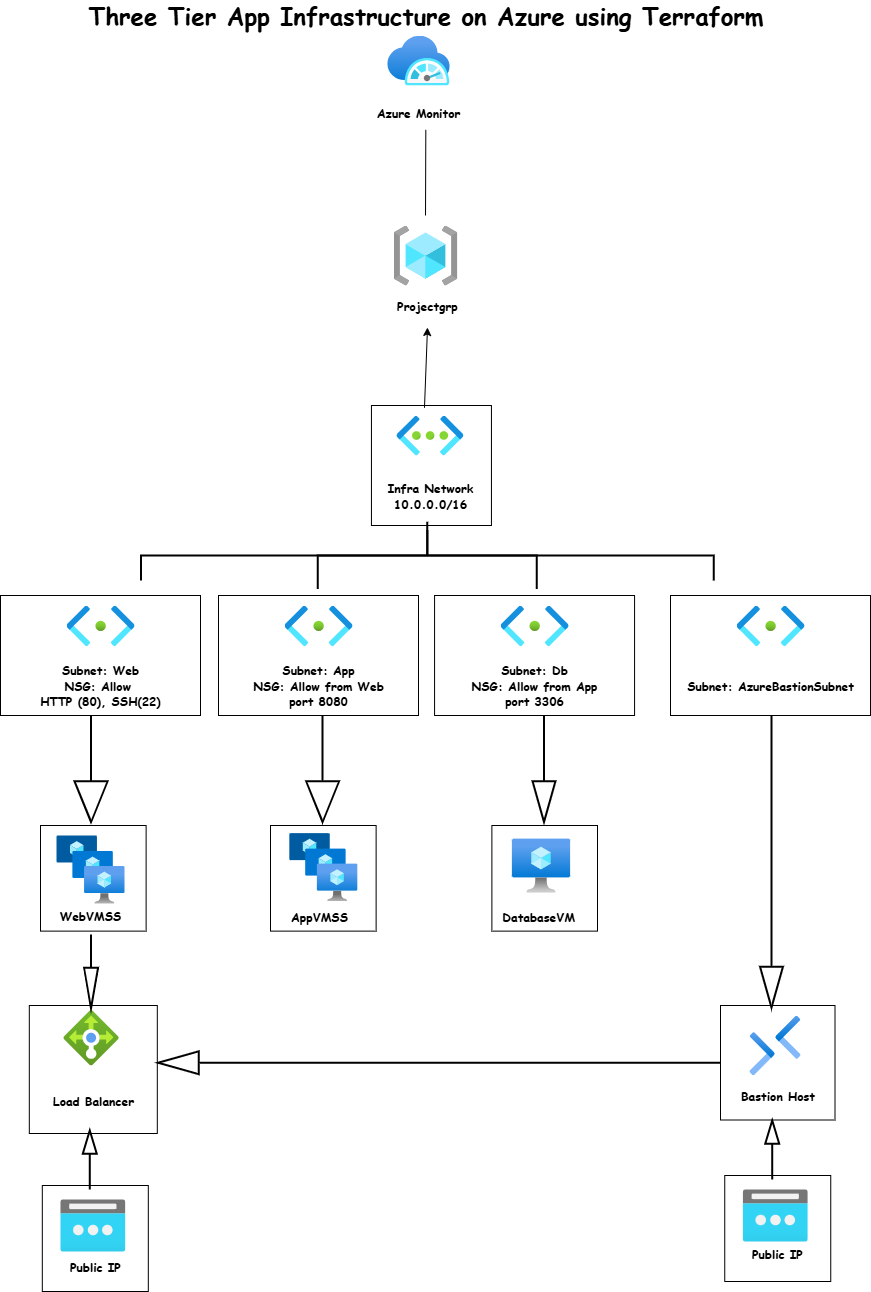 Three Tier App Infrastructure on Azure using Terraform
Azure Monitor
Projectgrp
Infra Network
10.0.0.0/16
Subnet: Web
NSG: Allow
HTTP (80), SSH(22)
Subnet: App
NSG: Allow from Web
port 8080
Subnet: Db
NSG: Allow from App
port 3306
Subnet: AzureBastionSubnet
WebVMSS
AppVMSS
DatabaseVM
Load Balancer
Bastion Host
Public IP
Public IP